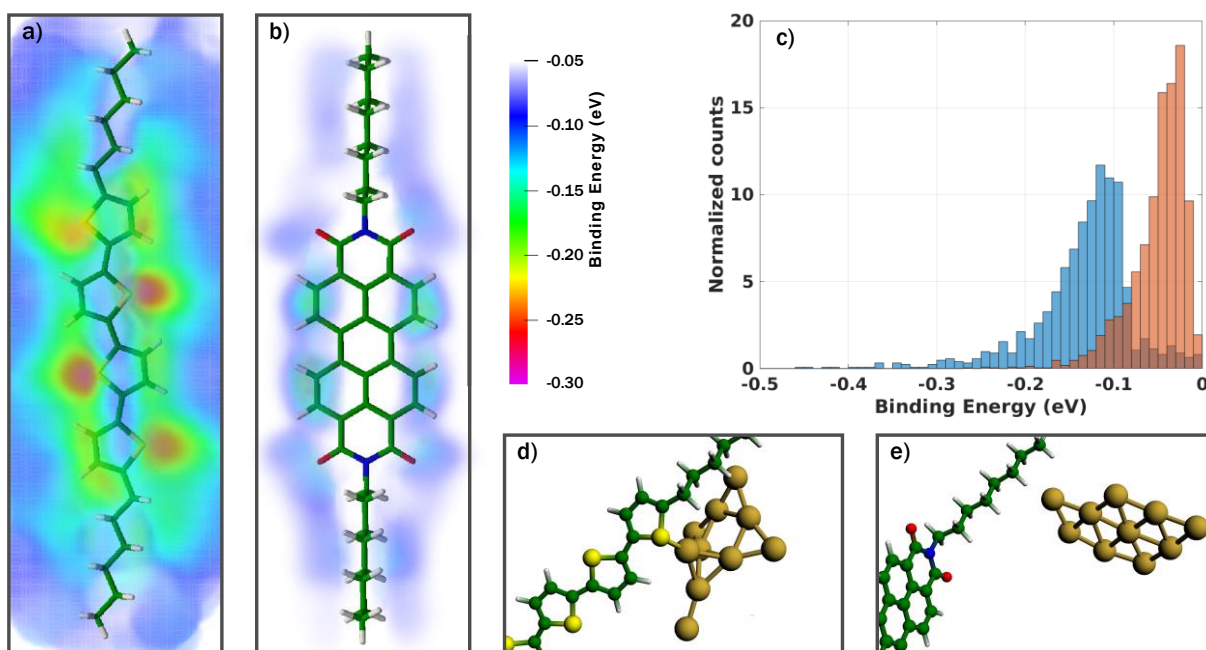 a)
b)
-0.05
-0.10
-0.15
-0.20
-0.25
-0.30
Binding Energy (eV)
c)
20
15
10
5
0
Normalized counts
-0.5 -0.4 -0.3 -0.2 -0.1 0
Binding Energy (eV)
d)
e)